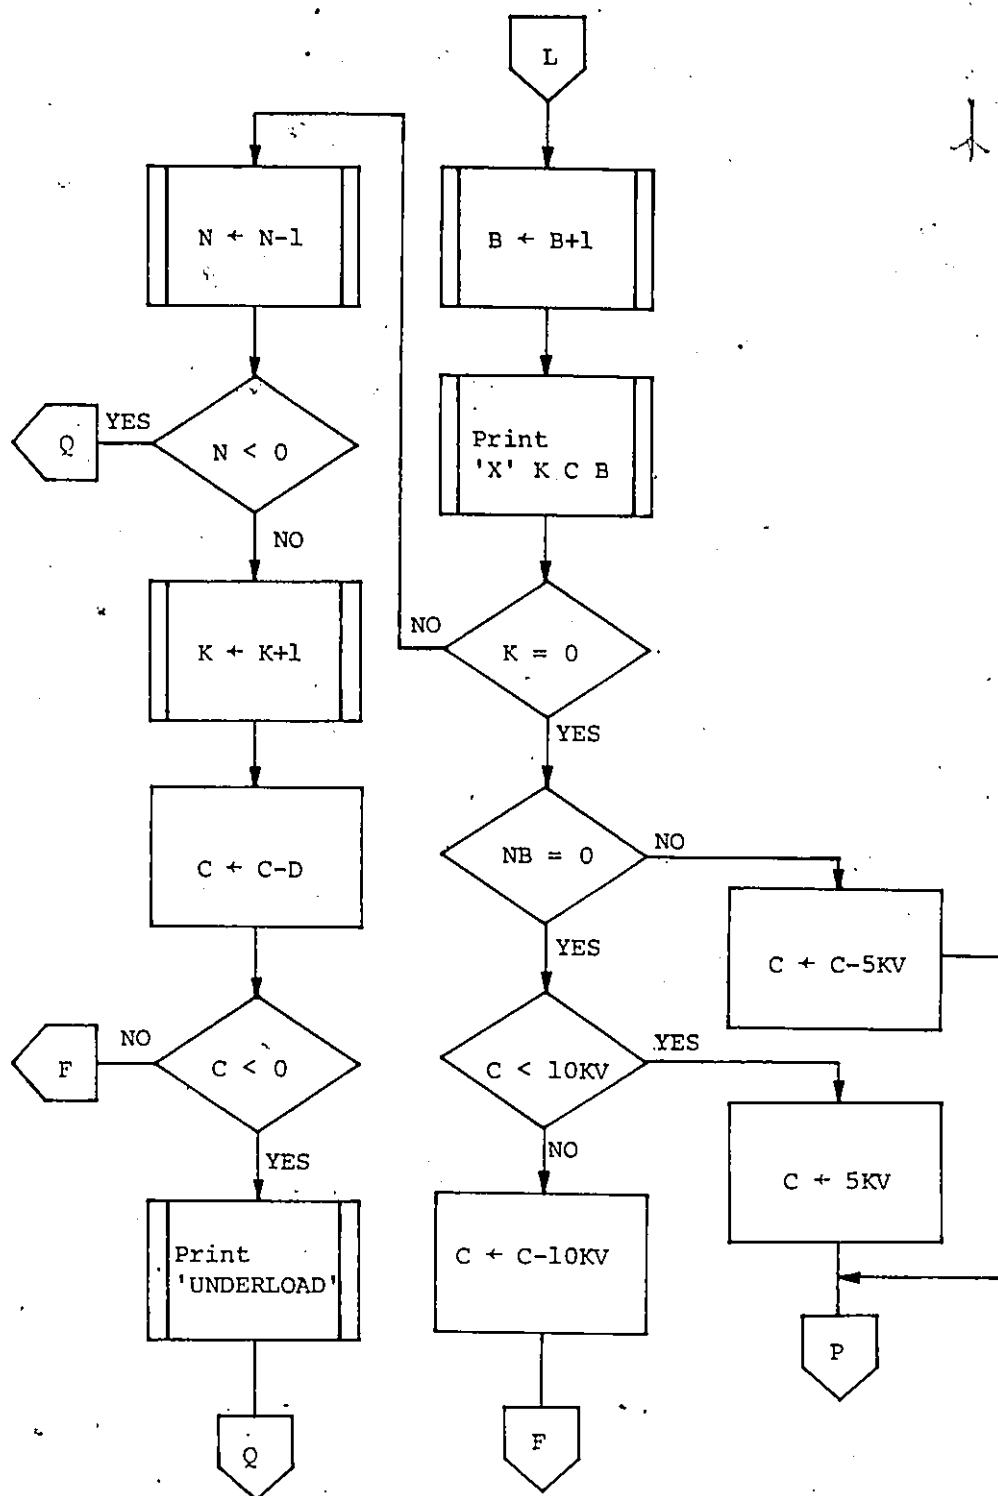 L
B ← B+1
Print
'X' K C B
K = 0
NO
YES
NB = 0
NO
YES
C ← C-5KV
C < 10KV
YES
NO
C ← 5KV
C ← C-10KV
P
F
N ← N-1
N < 0
YES
Q
NO
K ← K+1
C ← C-D
C < 0
NO
F
YES
Print
'UNDERLOAD'
Q